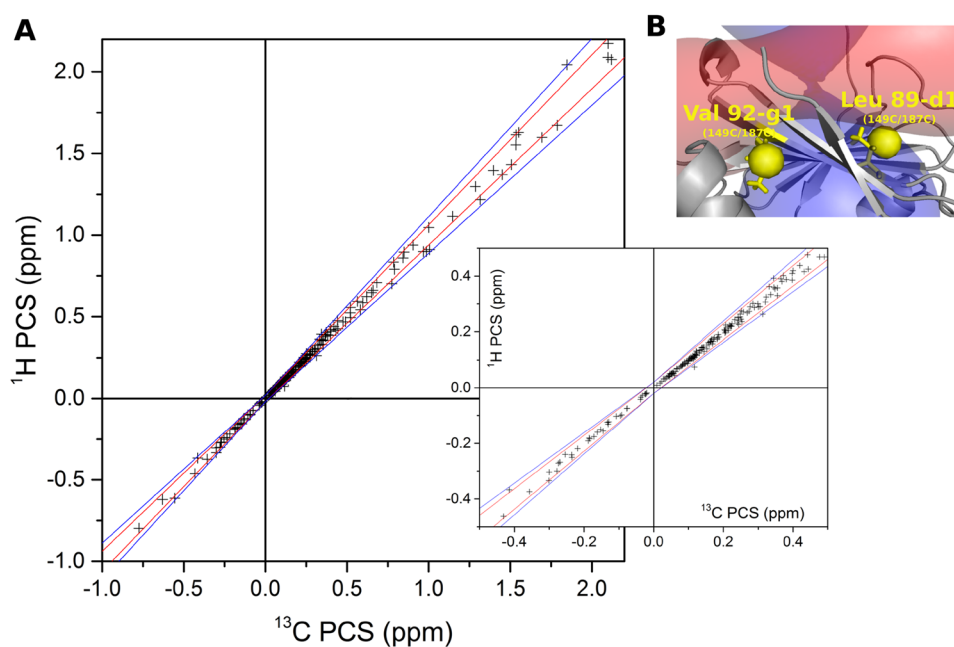 A
B
2.0
1.5
1.0
0.5
0.0
-0.5
-1.0
¹H PCS (ppm)
-1.0 -0.5 0.0 0.5 1.0 1.5 2.0
¹³C PCS (ppm)
Val 92-g1
(149C/187C)
Leu 89-d1
(149C/187C)
0.4
0.2
0.0
-0.2
-0.4
¹H PCS (ppm)
¹³C PCS (ppm)
-0.4 -0.2 0.0 0.2 0.4